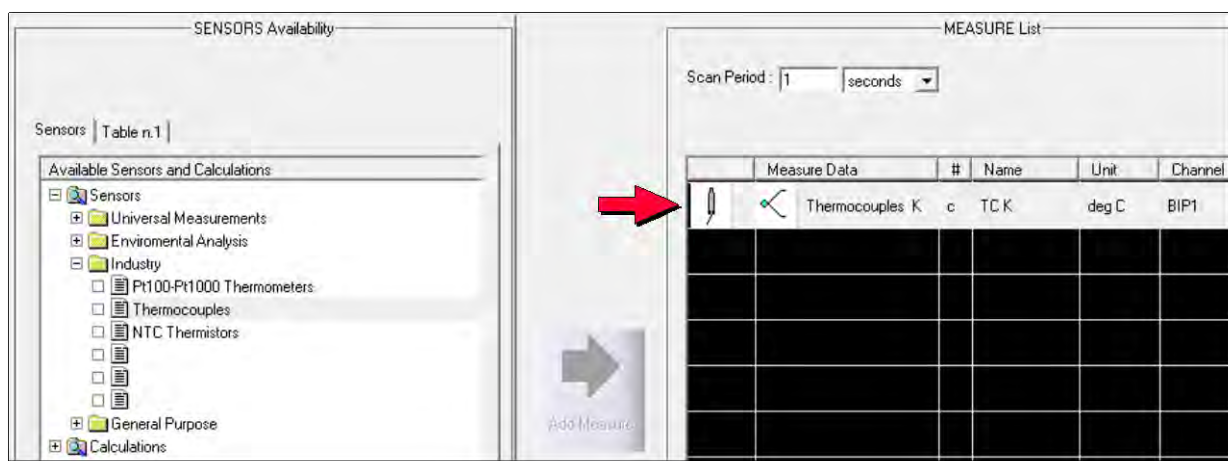 SENSORS Availability
Sensors Table n.1
Available Sensors and Calculations
Sensors
Universal Measurements
Enviromental Analysis
Industry
Pt100-Pt1000 Thermometers
Thermocouples
NTC Thermistors
General Purpose
Calculations
Add Measure
MEASURE List
Scan Period : 1 seconds
Measure Data # Name Unit Channel
Thermocouples K c TC K deg C BIP1